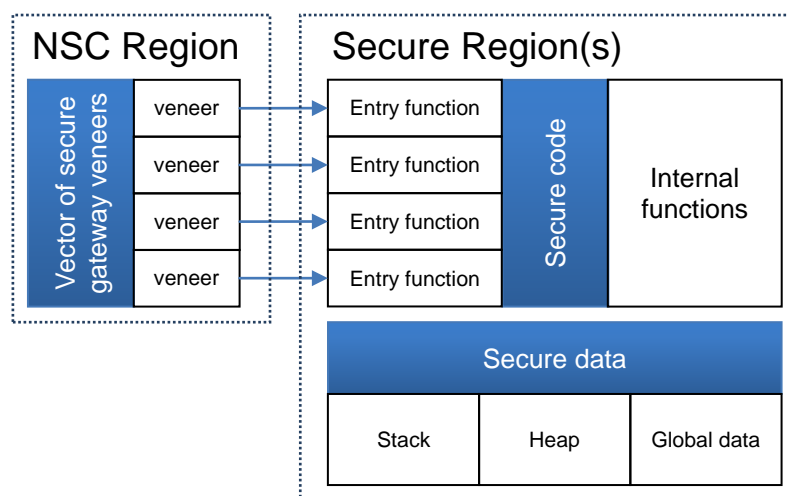 NSC Region
Vector of secure
gateway veneers
veneer
veneer
veneer
veneer
Secure Region(s)
Entry function
Entry function
Entry function
Entry function
Secure code
Internal
functions
Secure data
Stack
Heap
Global data